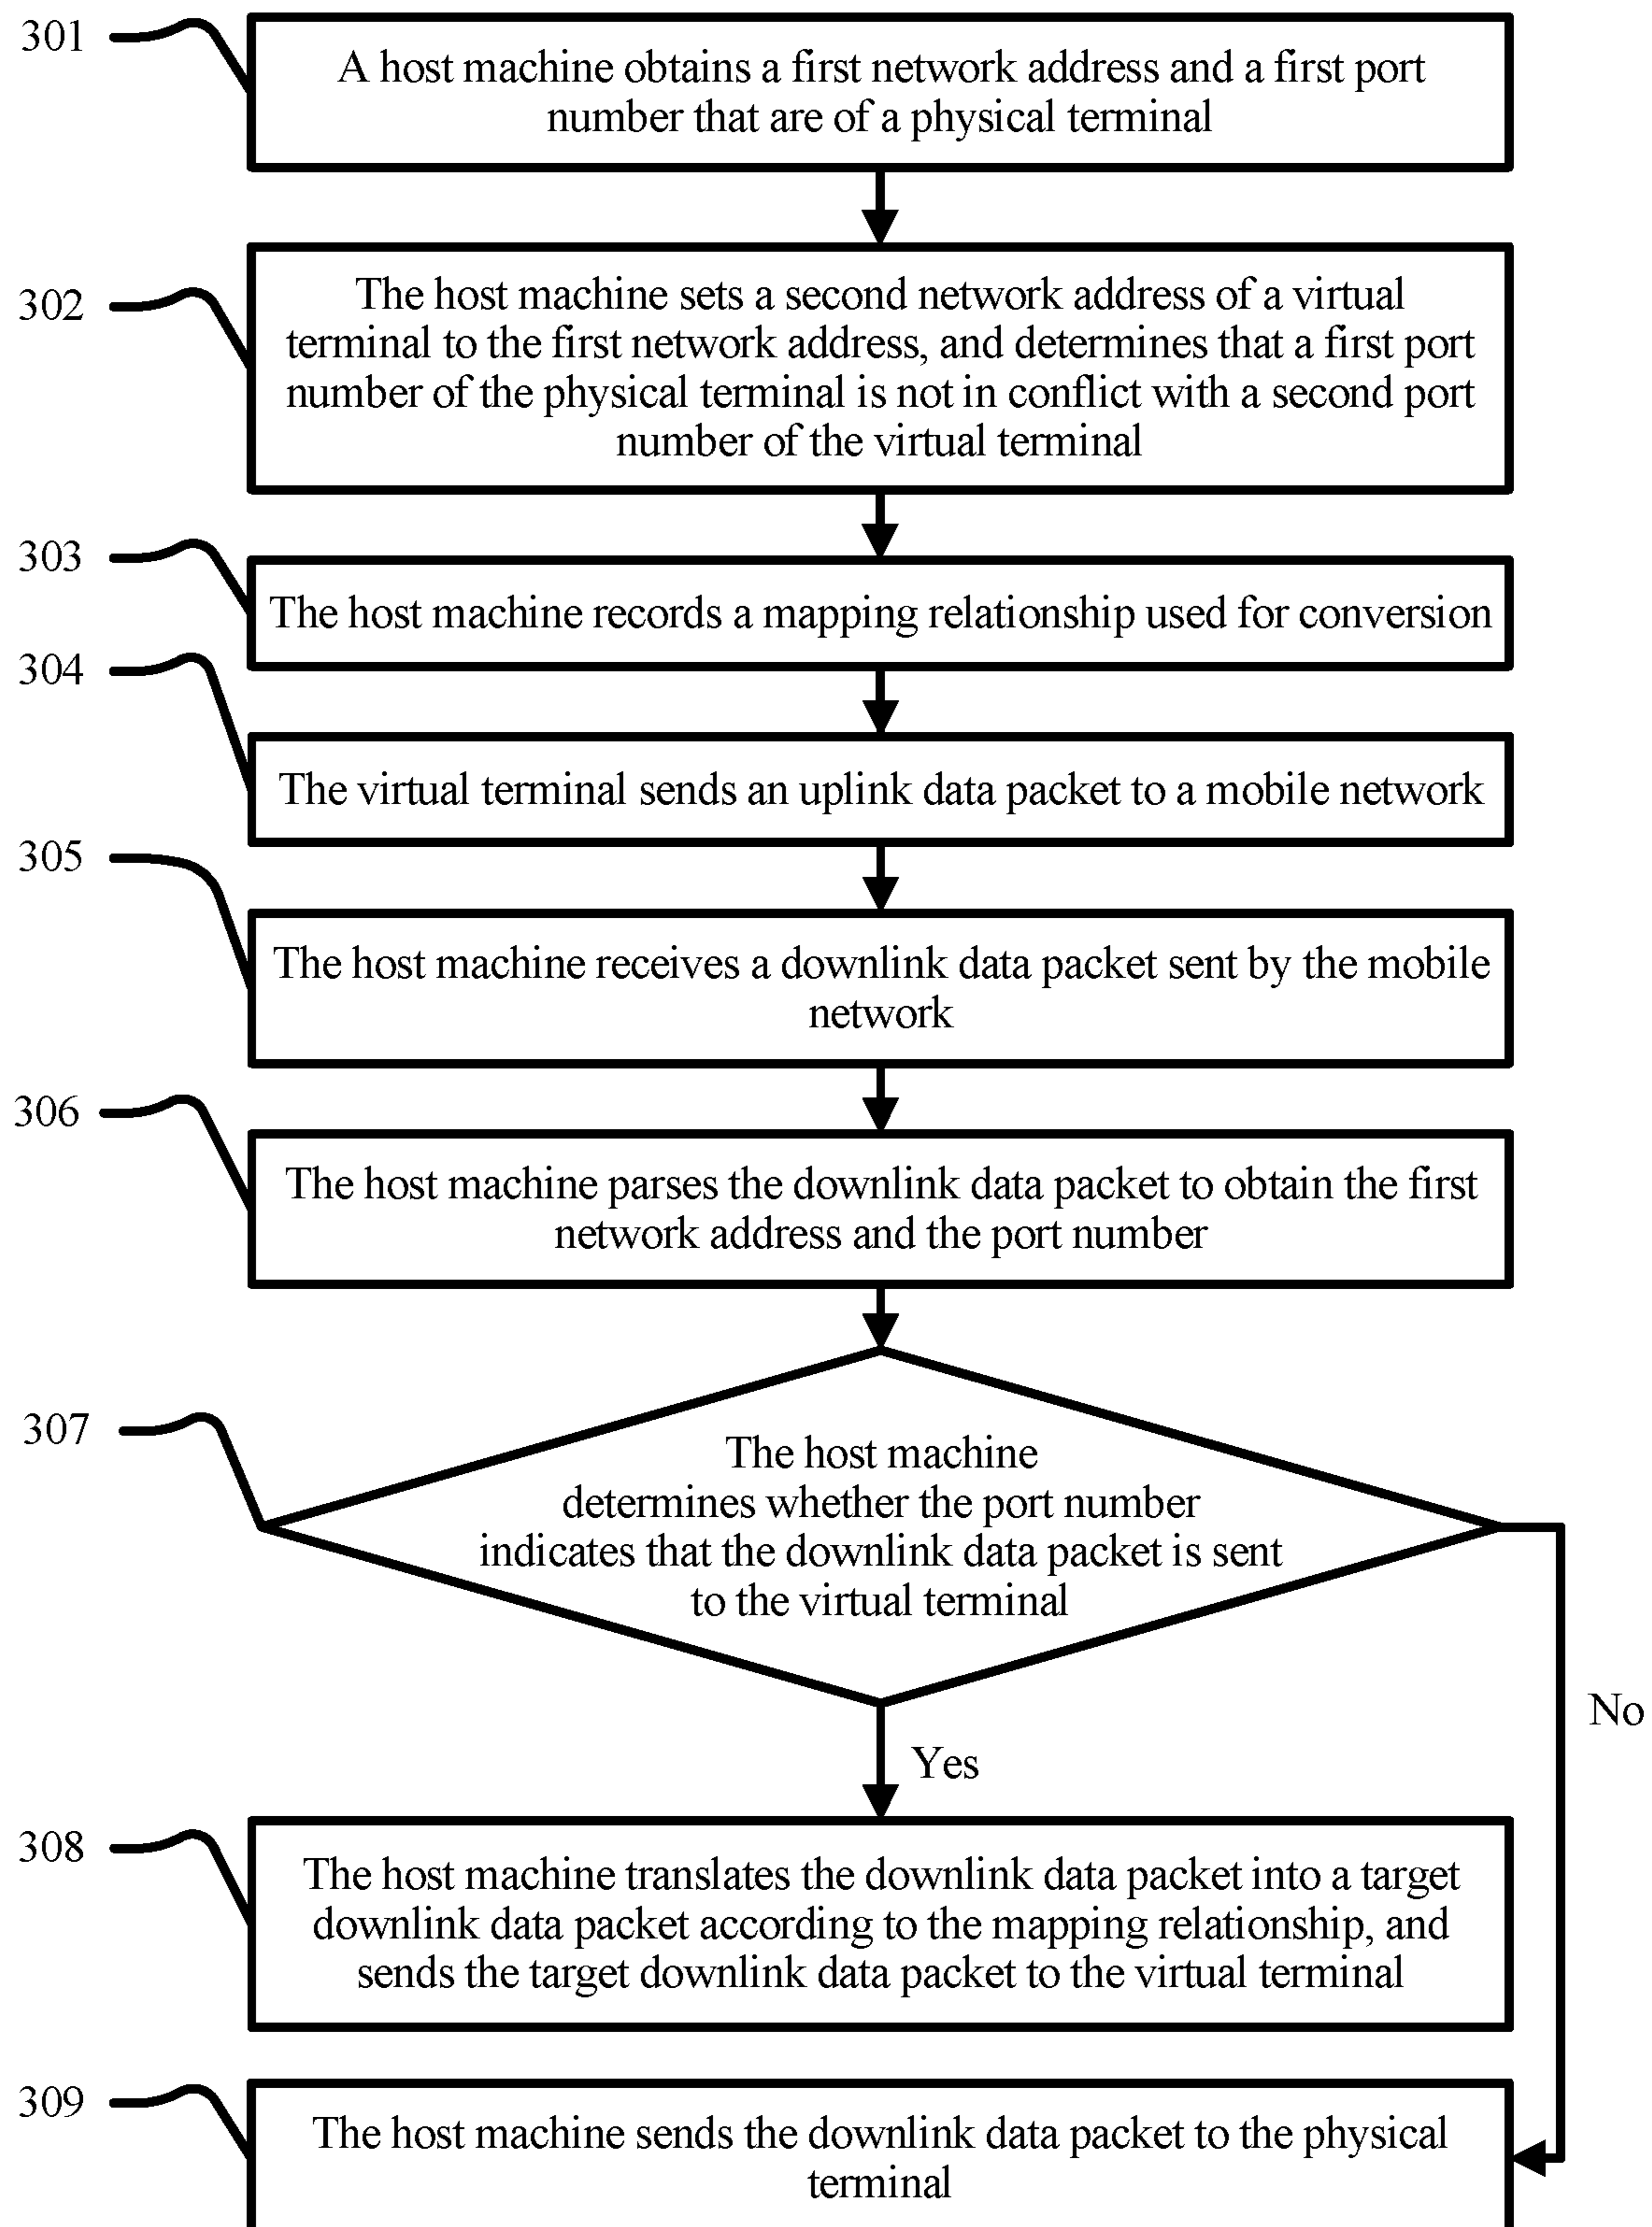 301
A host machine obtains a first network address and a first port
number that are of a physical terminal
302
The host machine sets a second network address of a virtual
terminal to the first network address, and determines that a first port
number of the physical terminal is not in conflict with a second port
number of the virtual terminal
303
The host machine records a mapping relationship used for conversion
304
The virtual terminal sends an uplink data packet to a mobile network
305
The host machine receives a downlink data packet sent by the mobile
network
306
The host machine parses the downlink data packet to obtain the first
network address and the port number
307
The host machine
determines whether the port number
indicates that the downlink data packet is sent
to the virtual terminal
No
Yes
308
The host machine translates the downlink data packet into a target
downlink data packet according to the mapping relationship, and
sends the target downlink data packet to the virtual terminal
309
The host machine sends the downlink data packet to the physical
terminal